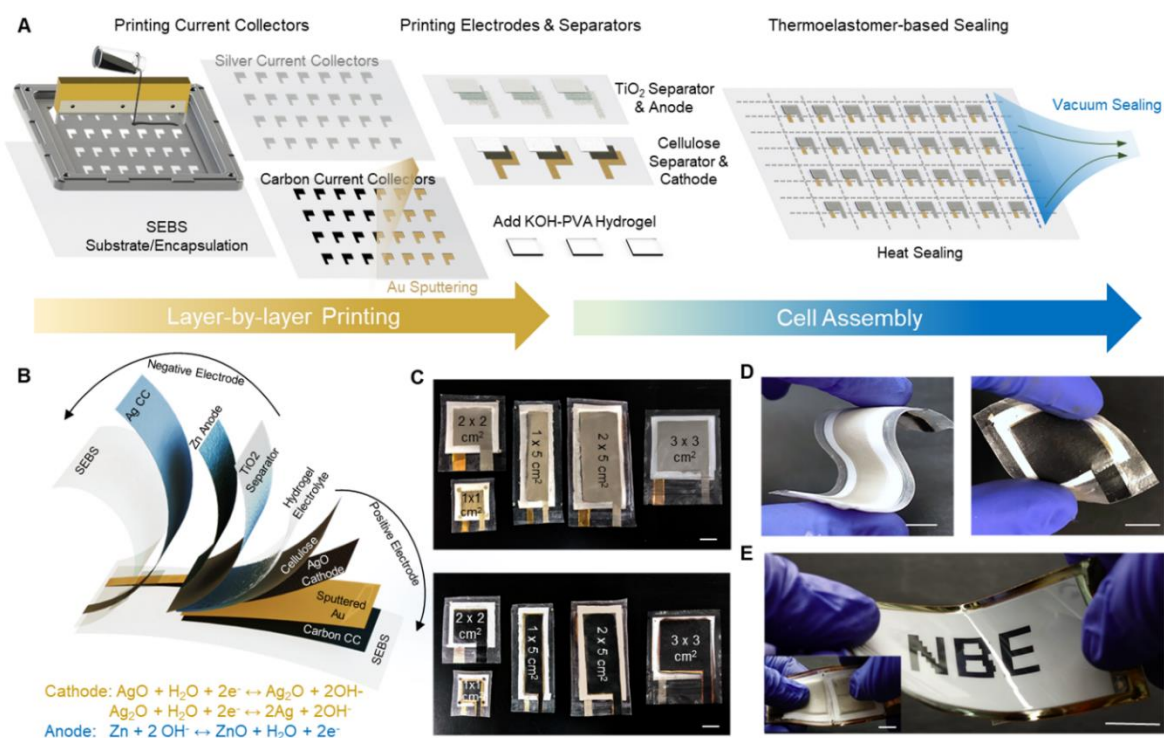 A
Printing Current Collectors
Printing Electrodes & Separators
Thermoelastomer-based Sealing
Silver Current Collectors
TiO₂ Separator
& Anode
Vacuum Sealing
Cellulose
Separator &
Cathode
Carbon Current Collectors
SEBS
Substrate/Encapsulation
Add KOH-PVA Hydrogel
Heat Sealing
Au Sputtering
Layer-by-layer Printing
Cell Assembly
B
Negative Electrode
Ag CC
SEBS
Zn Anode
TiO2
Separator
Hydrogel
Electrolyte
Positive Electrode
Cellulose
AgO
Cathode
Sputtered
Au
Carbon CC
SEBS
Cathode: AgO + H₂O + 2e⁻ ↔ Ag₂O + 2OH-
Ag₂O + H₂O + 2e⁻ ↔ 2Ag + 2OH⁻
Anode: Zn + 2 OH⁻ ↔ ZnO + H₂O + 2e⁻
C
2 x 2
cm²
1x1
cm²
1 x 5 cm²
2 x 5 cm²
3 x 3
cm²
2 x 2
cm²
1x1
cm²
1 x 5 cm²
2 x 5 cm²
3 x 3
cm²
D
E
NBE